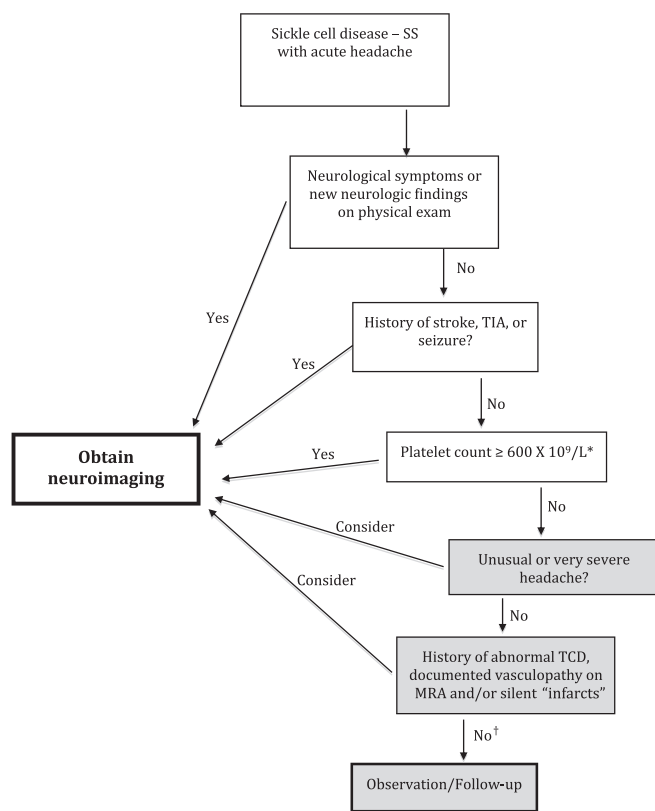 Sickle cell disease – SS
with acute headache
Neurological symptoms or
new neurologic findings
on physical exam
No
Yes
History of stroke, TIA, or
seizure?
Yes
No
Obtain
neuroimaging
Platelet count ≥ 600 X 10⁹/L*
Yes
No
Consider
Unusual or very severe
headache?
Consider
No
History of abnormal TCD,
documented vasculopathy on
MRA and/or silent “infarcts”
No†
Observation/Follow-up